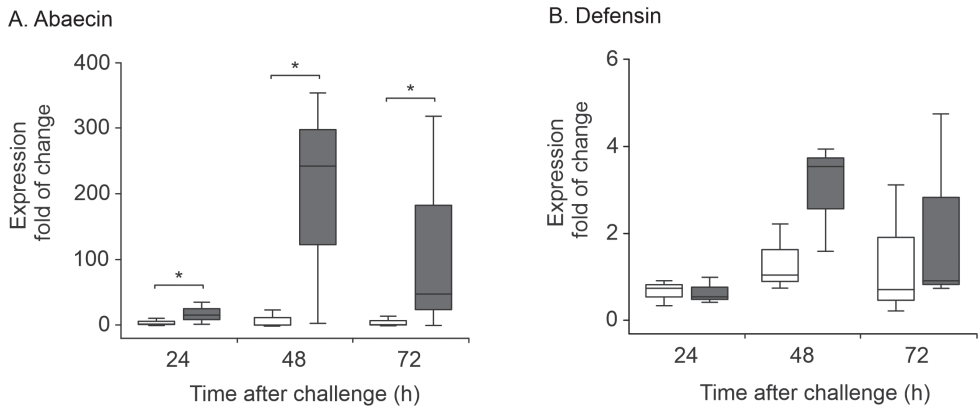 A. Abaecin
Expression
fold of change
400
300
200
100
0
*
*
*
24
48
72
Time after challenge (h)
B. Defensin
Expression
fold of change
6
4
2
0
24
48
72
Time after challenge (h)